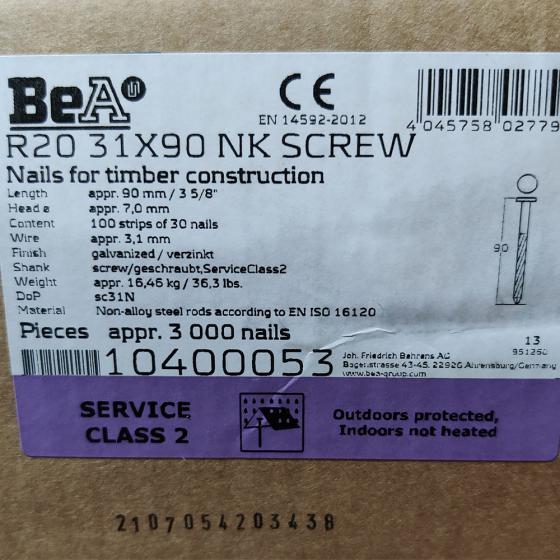 BeA
CE
EN 14592-2012
4 045758 02779
R20 31X90 NK SCREW
Nails for timber construction
Length appr. 90 mm / 3 5/8"
Head ø appr. 7,0 mm
Content 100 strips of 30 nails
Wire appr. 3,1 mm
Finish galvanized / verzinkt
Shank screw/geschraubt,ServiceClass2
Weight appr. 16,46 kg / 36,3 lbs.
DoP sc31N
Material Non-alloy steel rods according to EN ISO 16120
90
Pieces appr. 3 000 nails
13
10400053
Joh. Friedrich Behrens AG
Bogenstrasse 43-45, 22926 Ahrensburg/Germany
www.bea-group.com
SERVICE
CLASS 2
Outdoors protected,
Indoors not heated
2107054203438